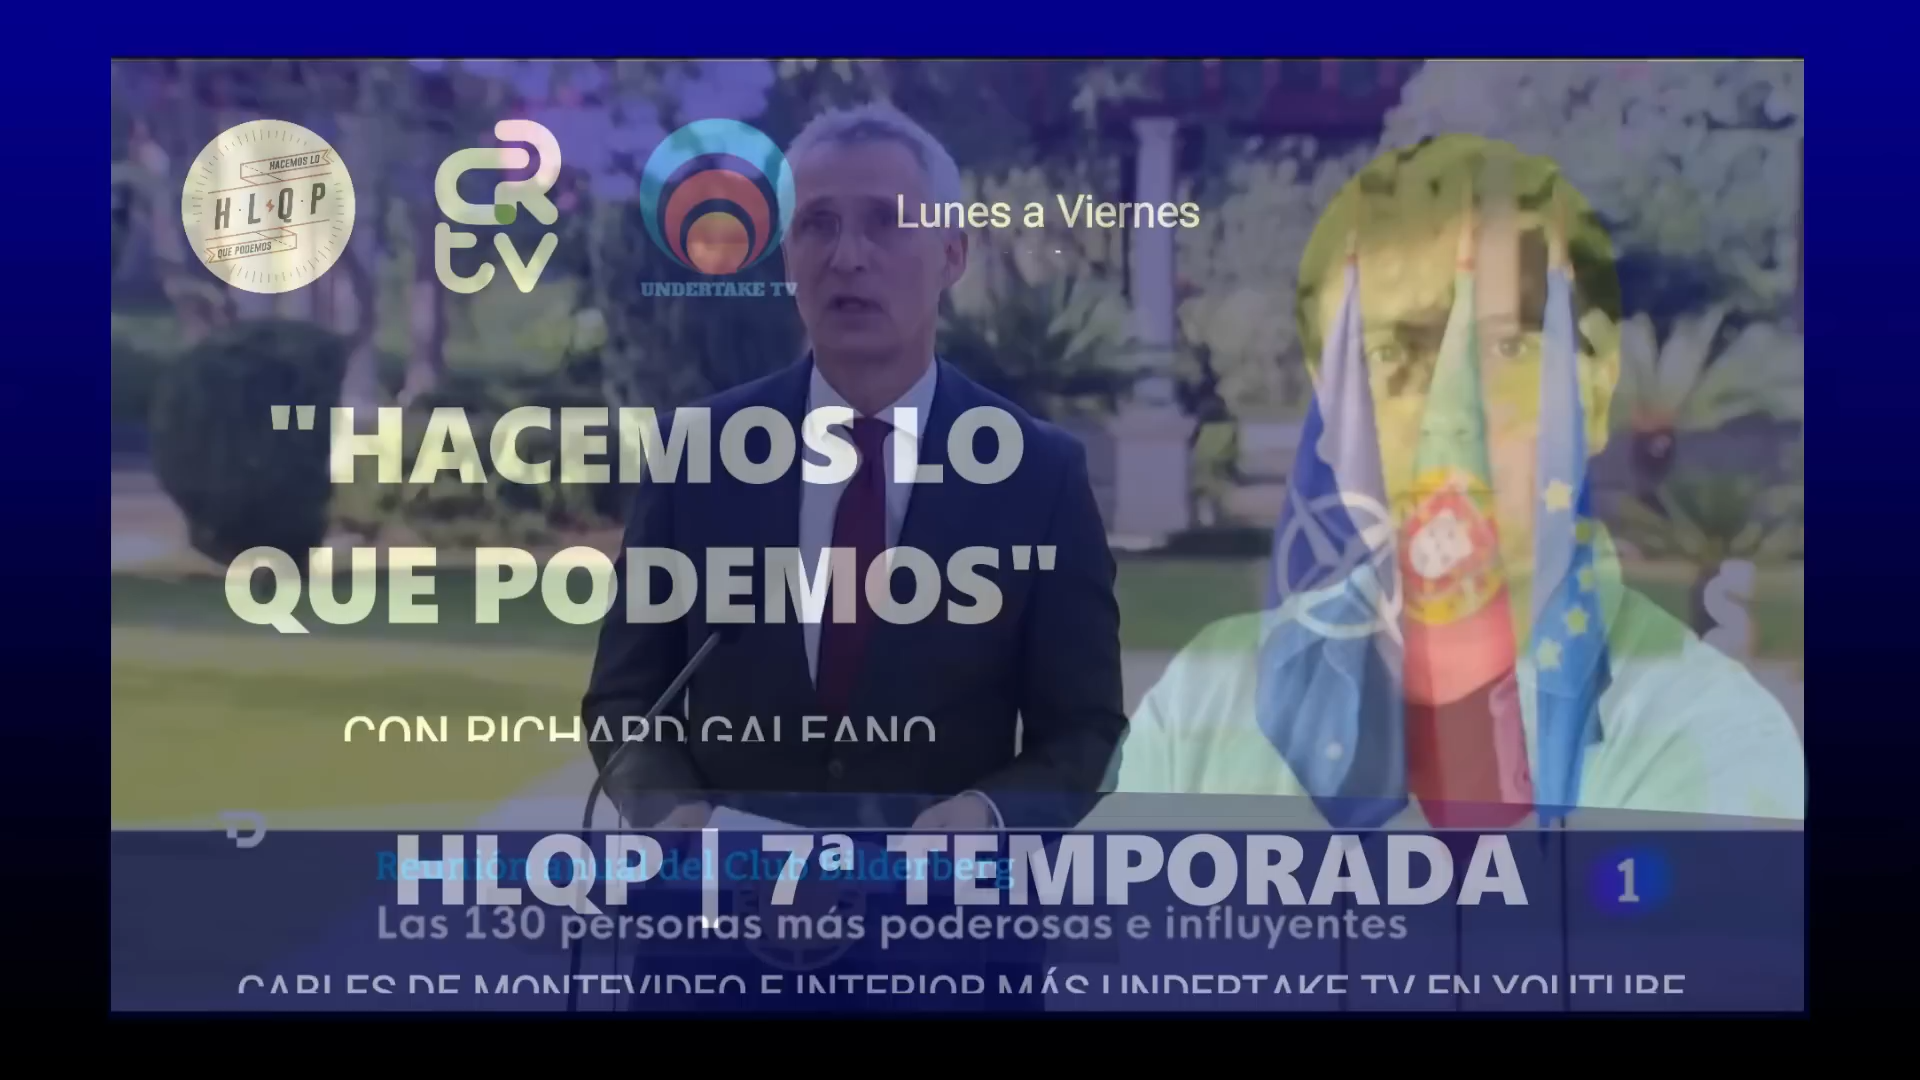 HACEMOS LO
H·L·Q·P
QUE PODEMOS
CR
tv
UNDERTAKE TV
Lunes a Viernes
"HACEMOS LO
QUE PODEMOS"
CON RICHARD GALEANO
HLQP | 7ª TEMPORADA
Reunión anual del Club Bilderberg
1
Las 130 personas más poderosas e influyentes
CABLES DE MONTEVIDEO E INTERIOR MÁS UNDERTAKE TV EN YOUTUBE